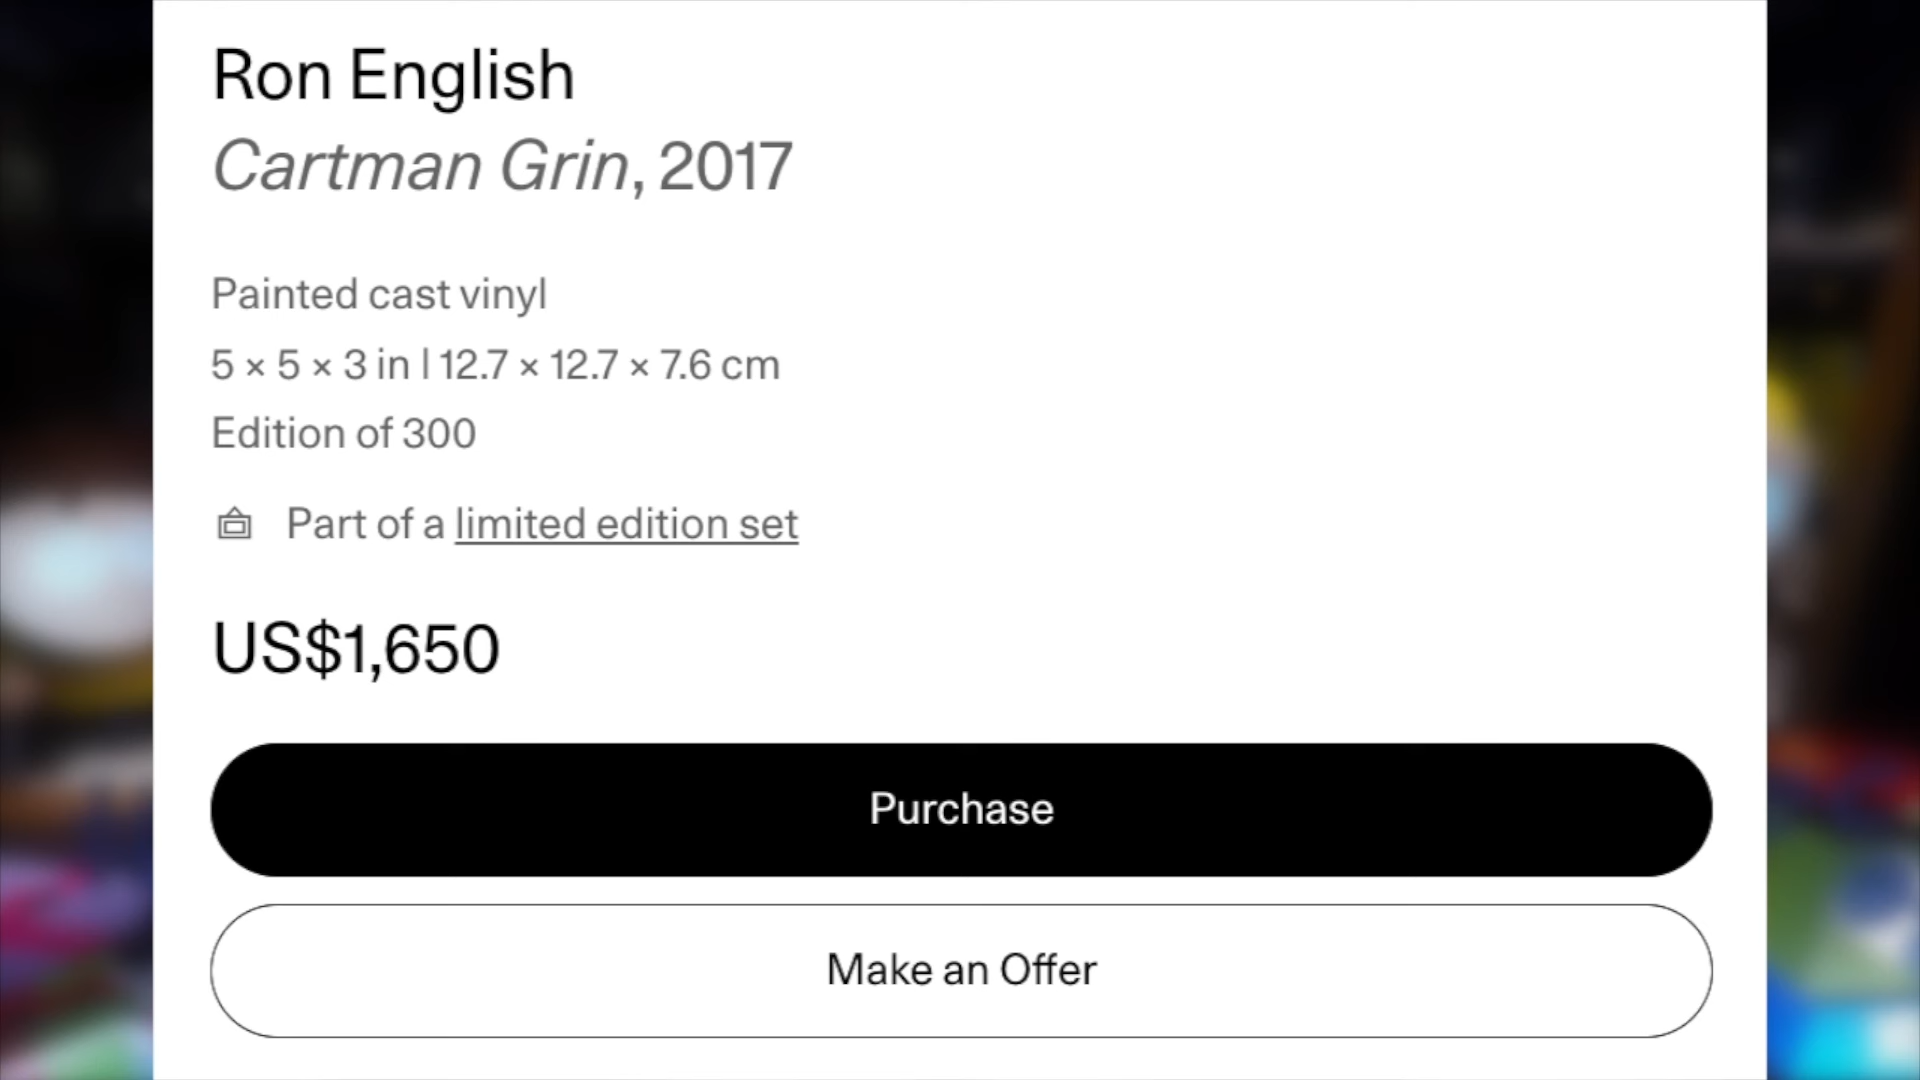 Ron English
Cartman Grin, 2017
Painted cast vinyl
5 × 5 × 3 in | 12.7 × 12.7 × 7.6 cm
Edition of 300
Part of a limited edition set
US$1,650
Purchase
Make an Offer